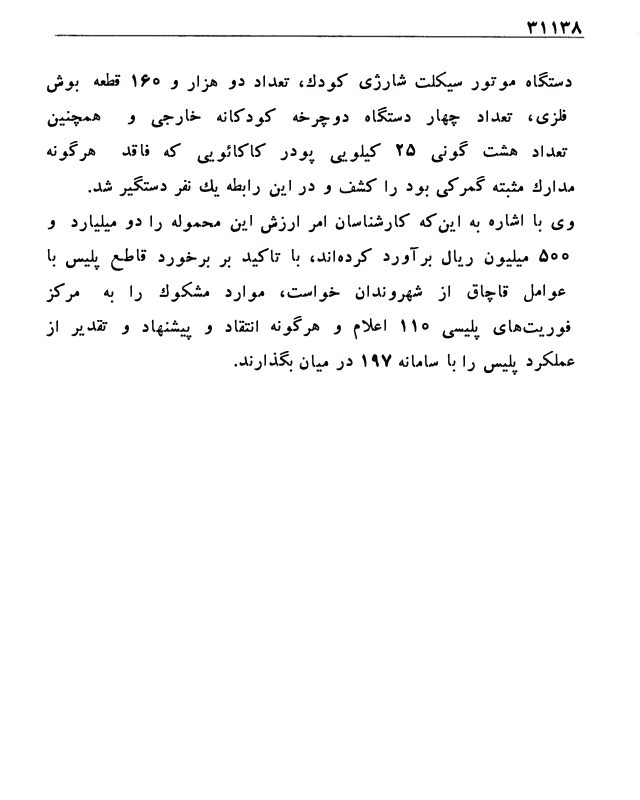 ۳۱۱۳۸
دستگاه موتور سیکلت شارژی کودك، تعداد دو هزار و ۱۶۰ قطعه بوش
فلزی، تعداد چهار دستگاه دوچرخه کودکانه خارجی و همچنین
تعداد هشت گونی ۲۵ کیلویی پودر کاکائویی که فاقد هرگونه
مدارك مثبته گمرکی بود را کشف و در این رابطه یك نفر دستگیر شد.
وی با اشاره به این‌که کارشناسان امر ارزش این محموله را دو میلیارد و
۵۰۰ میلیون ریال برآورد کرده‌اند، با تاکید بر برخورد قاطع پلیس با
عوامل قاچاق از شهروندان خواست، موارد مشکوك را به مرکز
فوریت‌های پلیسی ۱۱۰ اعلام و هرگونه انتقاد و پیشنهاد و تقدیر از
عملکرد پلیس را با سامانه ۱۹۷ در میان بگذارند.